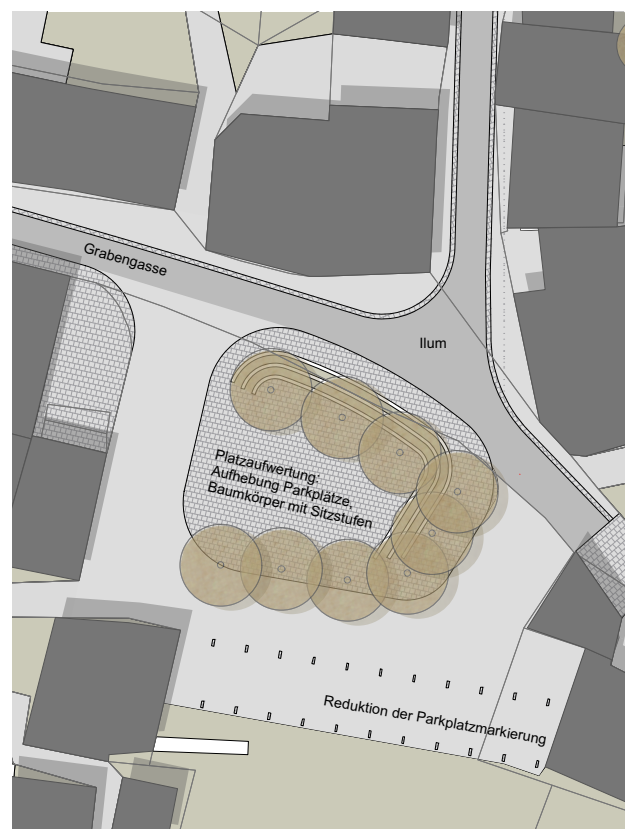 Grabengasse
Ilum
Platzaufwertung:
Aufhebung Parkplätze,
Baumkörper mit Sitzstufen
Reduktion der Parkplatzmarkierung